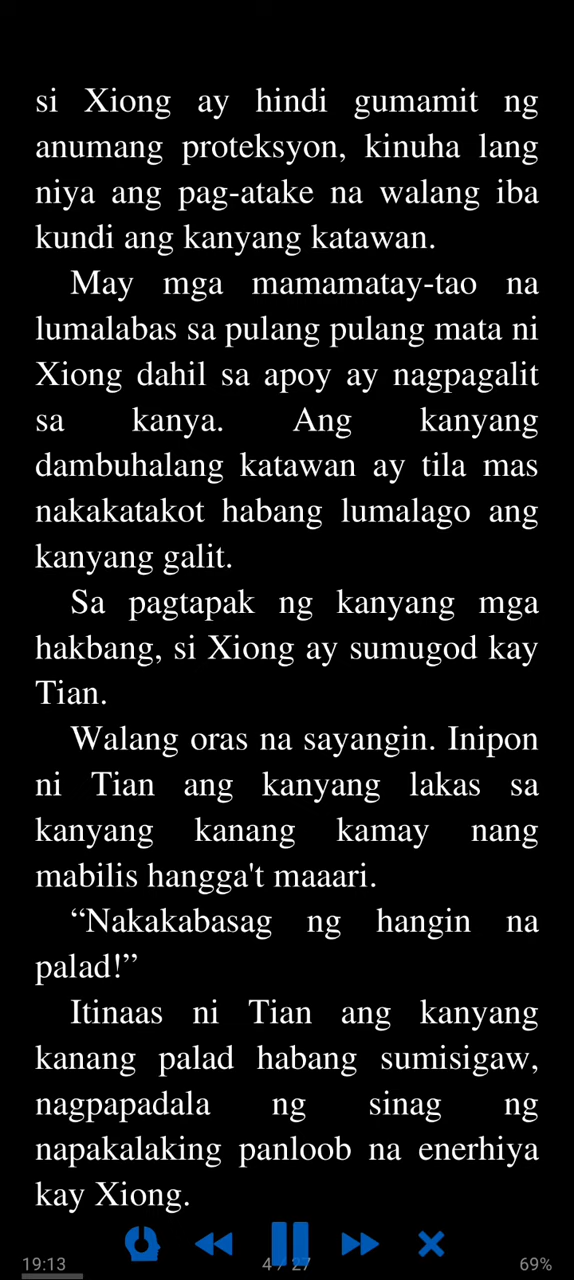 si Xiong ay hindi gumamit ng
anumang proteksyon, kinuha lang
niya ang pag-atake na walang iba
kundi ang kanyang katawan.
May mga mamamatay-tao na
lumalabas sa pulang pulang mata ni
Xiong dahil sa apoy ay nagpagalit
sa kanya. Ang kanyang
dambuhalang katawan ay tila mas
nakakatakot habang lumalago ang
kanyang galit.
Sa pagtapak ng kanyang mga
hakbang, si Xiong ay sumugod kay
Tian.
Walang oras na sayangin. Inipon
ni Tian ang kanyang lakas sa
kanyang kanang kamay nang
mabilis hangga't maaari.
“Nakakabasag ng hangin na
palad!”
Itinaas ni Tian ang kanyang
kanang palad habang sumisigaw,
nagpapadala ng sinag ng
napakalaking panloob na enerhiya
kay Xiong.
19:13 4 / 27 69%